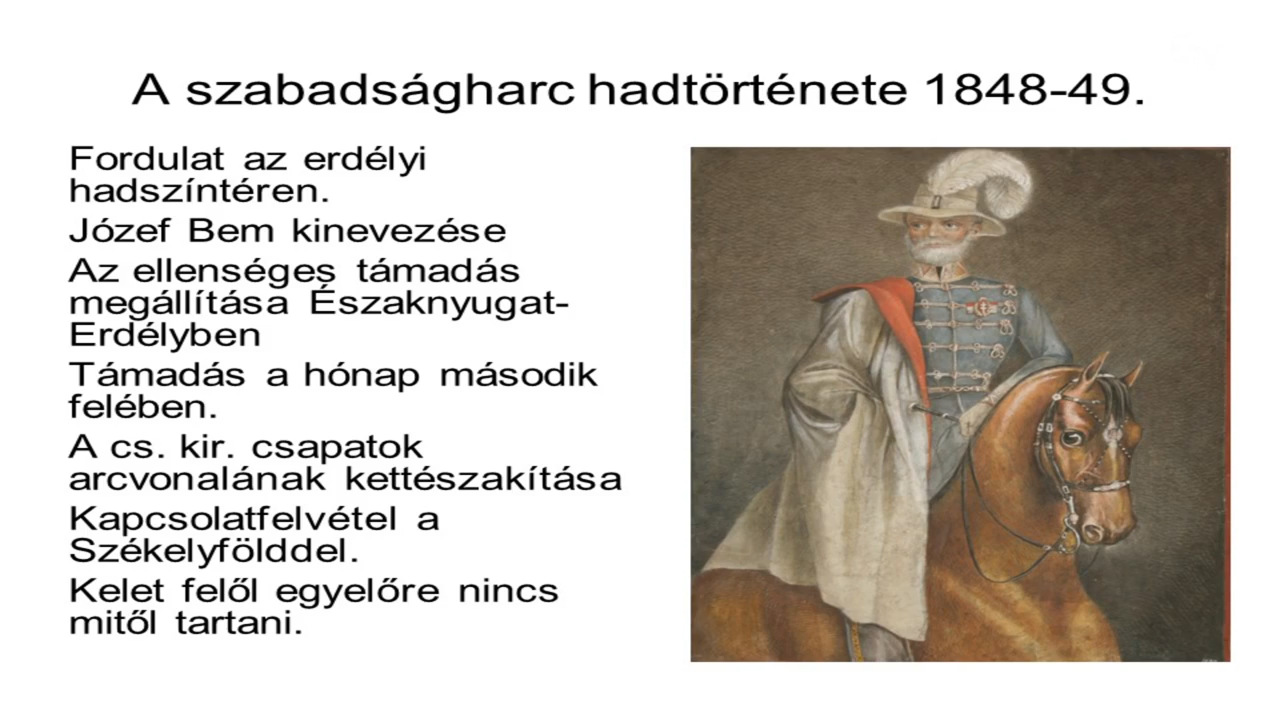 A szabadságharc hadtörténete 1848-49.
Fordulat az erdélyi
hadszíntéren.
Józef Bem kinevezése
Az ellenséges támadás
megállítása Északnyugat-
Erdélyben
Támadás a hónap második
felében.
A cs. kir. csapatok
arcvonalának kettészakítása
Kapcsolatfelvétel a
Székelyfölddel.
Kelet felől egyelőre nincs
mitől tartani.